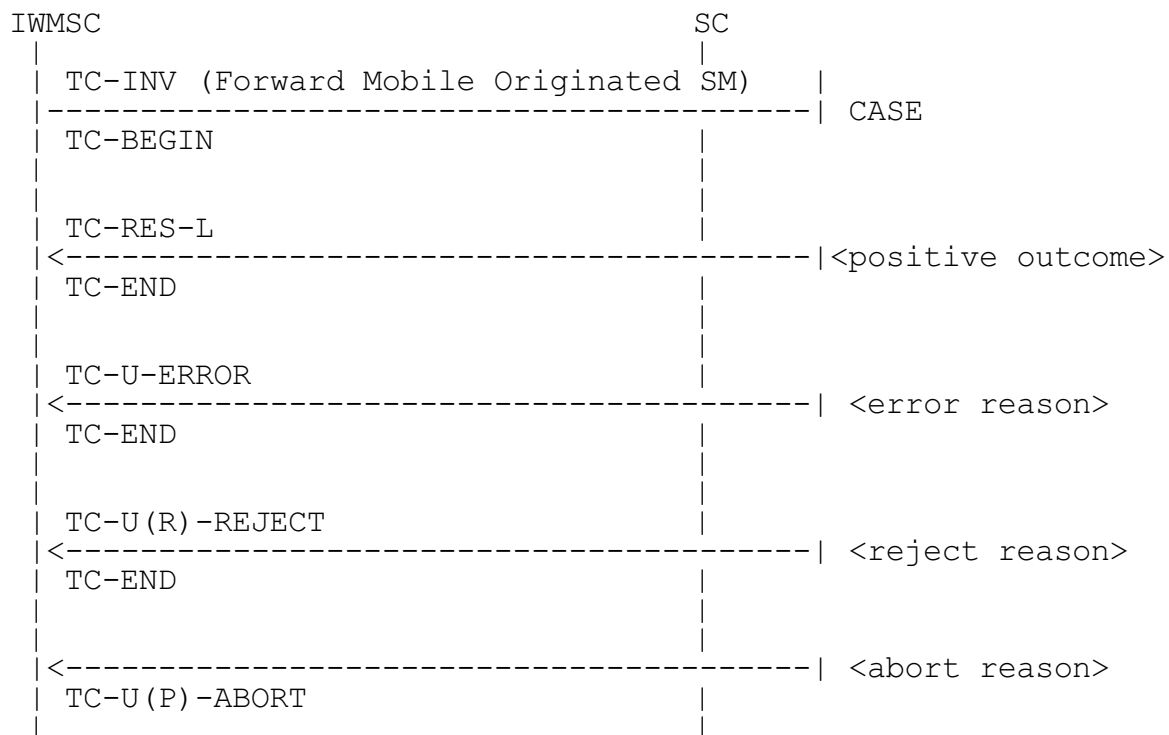 IWMSC SC
TC-INV (Forward Mobile Originated SM)
CASE
TC-BEGIN
TC-RES-L
<positive outcome>
TC-END
TC-U-ERROR
<error reason>
TC-END
TC-U(R)-REJECT
<reject reason>
TC-END
<abort reason>
TC-U(P)-ABORT